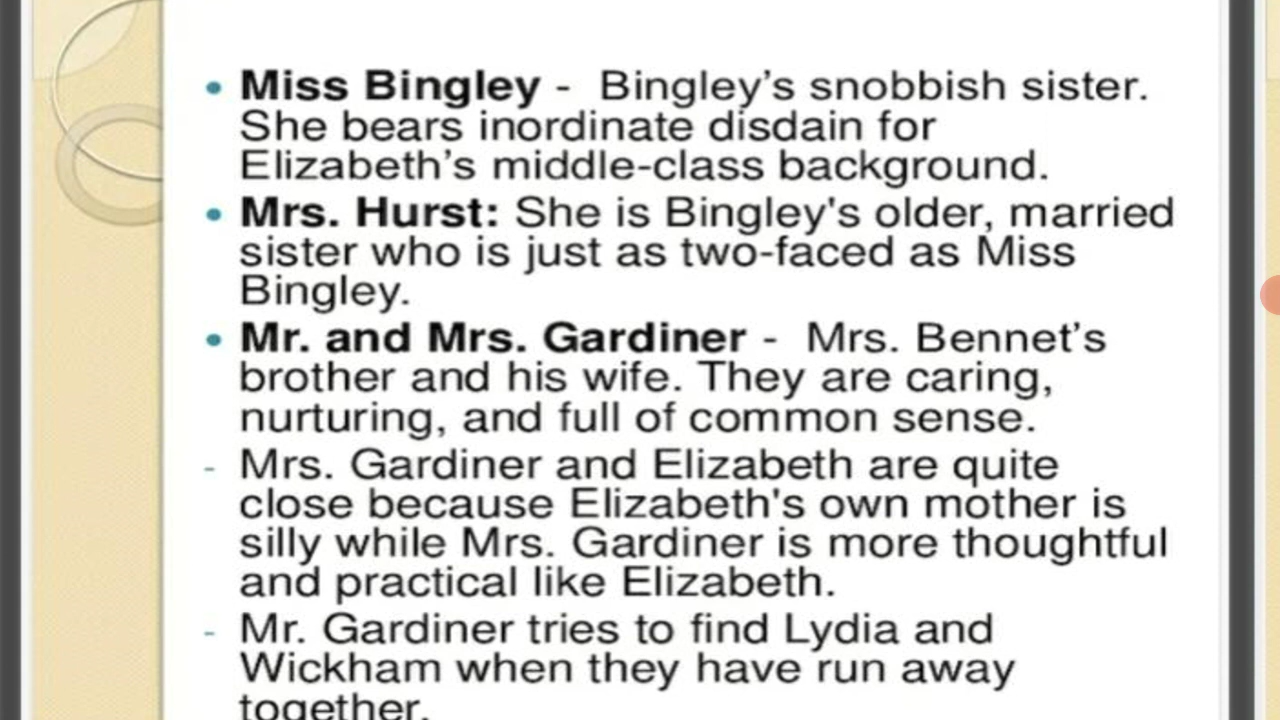 • Miss Bingley - Bingley’s snobbish sister.
She bears inordinate disdain for
Elizabeth’s middle-class background.
• Mrs. Hurst: She is Bingley's older, married
sister who is just as two-faced as Miss
Bingley.
• Mr. and Mrs. Gardiner - Mrs. Bennet’s
brother and his wife. They are caring,
nurturing, and full of common sense.
- Mrs. Gardiner and Elizabeth are quite
close because Elizabeth's own mother is
silly while Mrs. Gardiner is more thoughtful
and practical like Elizabeth.
- Mr. Gardiner tries to find Lydia and
Wickham when they have run away
together.